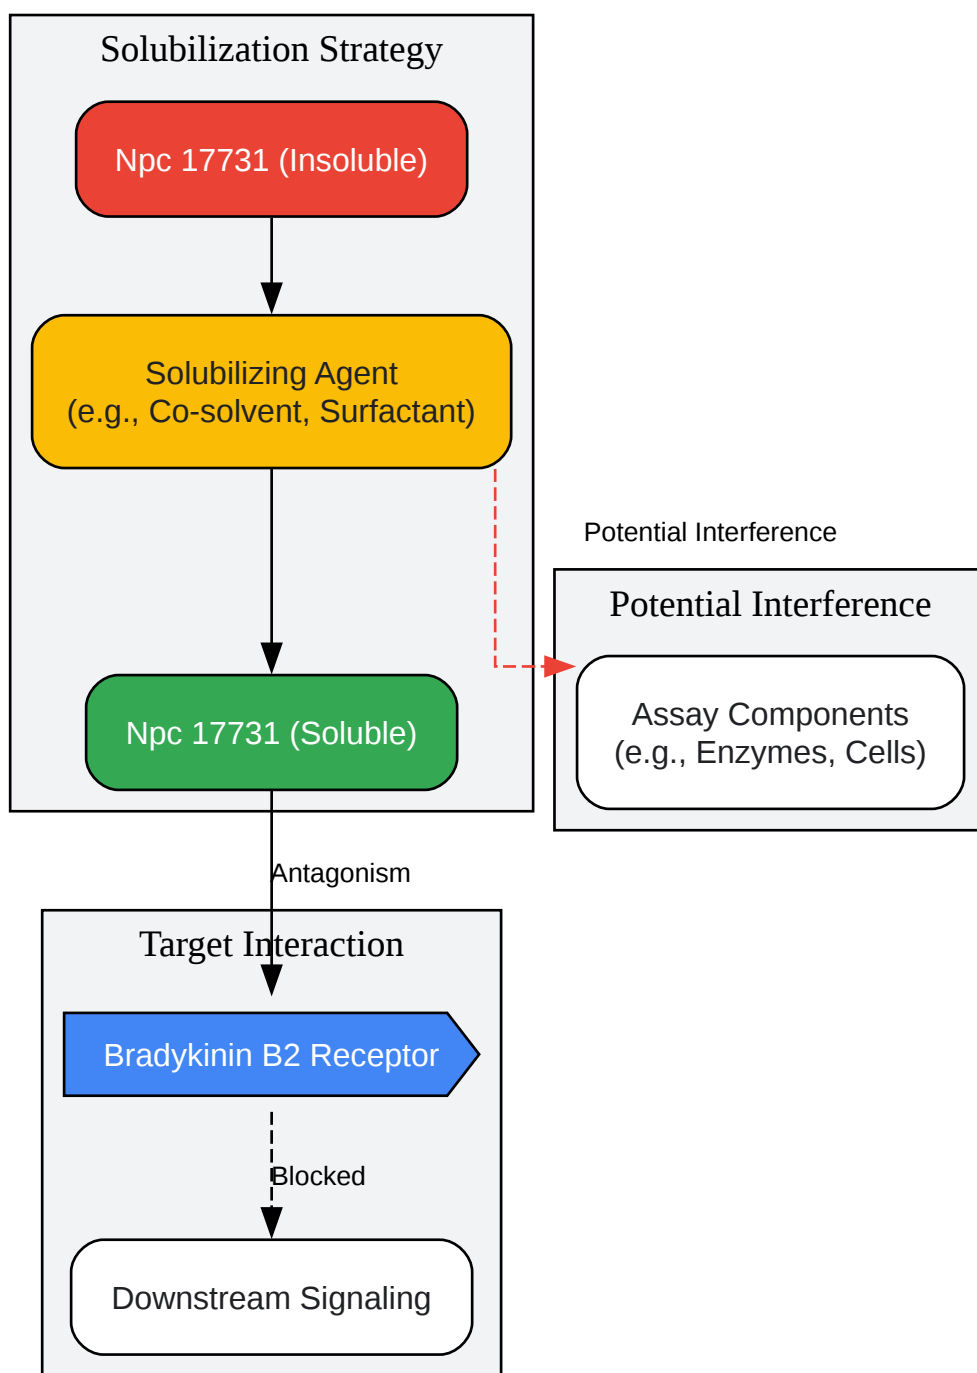 Solubilization Strategy
Npc 17731 (Insoluble)
Solubilizing Agent
(e.g., Co-solvent, Surfactant)
Potential Interference
Potential Interference
Assay Components
(e.g., Enzymes, Cells)
Npc 17731 (Soluble)
Antagonism
Target Interaction
Bradykinin B2 Receptor
Blocked
Downstream Signaling